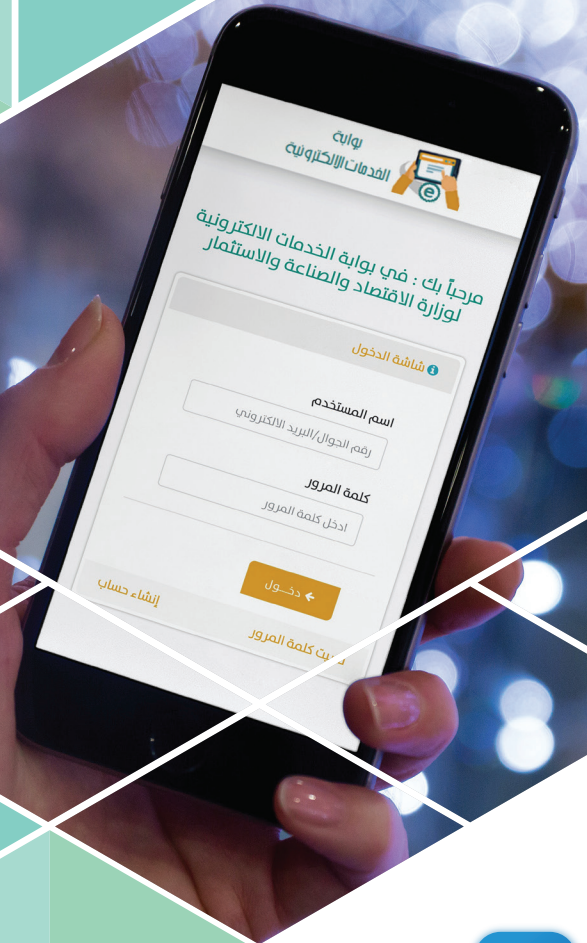 بوابة
الخدمات الالكترونية
مرحباً بك : في بوابة الخدمات الالكترونية
لوزارة الاقتصاد والصناعة والاستثمار
شاشة الدخول
اسم المستخدم
رقم الجوال/البريد الالكتروني
كلمة المرور
ادخل كلمة المرور
دخـــول
كلمة المرور
إنشاء حساب